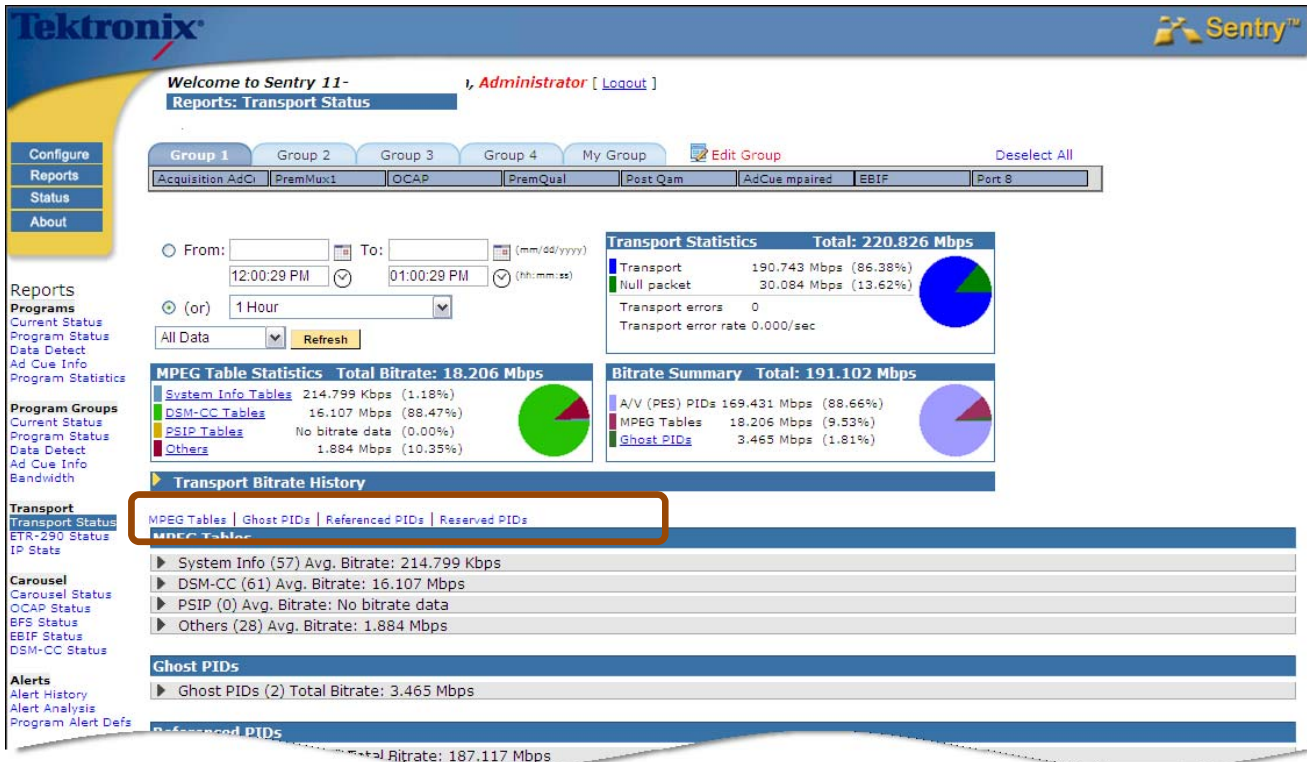 Tektronix
Sentry™
Welcome to Sentry 11- , Administrator [ Logout ]
Reports: Transport Status
Configure
Reports
Status
About
Group 1 Group 2 Group 3 Group 4 My Group Edit Group Deselect All
Acquisition AdC PremMux1 OCAP PremQual Post Qam AdCue mpaired EBIF Port 8
From: To: (mm/dd/yyyy)
12:00:29 PM 01:00:29 PM (hh:mm:ss)
(or) 1 Hour
All Data Refresh
Transport Statistics Total: 220.826 Mbps
Transport 190.743 Mbps (86.38%)
Null packet 30.084 Mbps (13.62%)
Transport errors 0
Transport error rate 0.000/sec
MPEG Table Statistics Total Bitrate: 18.206 Mbps
System Info Tables 214.799 Kbps (1.18%)
DSM-CC Tables 16.107 Mbps (88.47%)
PSIP Tables No bitrate data (0.00%)
Others 1.884 Mbps (10.35%)
Bitrate Summary Total: 191.102 Mbps
A/V (PES) PIDs 169.431 Mbps (88.66%)
MPEG Tables 18.206 Mbps (9.53%)
Ghost PIDs 3.465 Mbps (1.81%)
Transport Bitrate History
MPEG Tables | Ghost PIDs | Referenced PIDs | Reserved PIDs
MPEG Tables
System Info (57) Avg. Bitrate: 214.799 Kbps
DSM-CC (61) Avg. Bitrate: 16.107 Mbps
PSIP (0) Avg. Bitrate: No bitrate data
Others (28) Avg. Bitrate: 1.884 Mbps
Ghost PIDs
Ghost PIDs (2) Total Bitrate: 3.465 Mbps
Referenced PIDs
Total Bitrate: 187.117 Mbps
Reports
Programs
Current Status
Program Status
Data Detect
Ad Cue Info
Program Statistics
Program Groups
Current Status
Program Status
Data Detect
Ad Cue Info
Bandwidth
Transport
Transport Status
ETR-290 Status
IP Stats
Carousel
Carousel Status
OCAP Status
BFS Status
EBIF Status
DSM-CC Status
Alerts
Alert History
Alert Analysis
Program Alert Defs